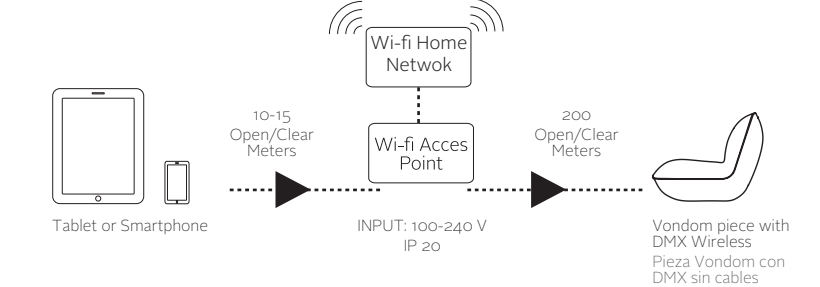 Wi-fi Home
Netwok
10-15
Open/Clear
Meters
Wi-fi Acces
Point
200
Open/Clear
Meters
Tablet or Smartphone
INPUT: 100-240 V
IP 20
Vondom piece with
DMX Wireless
Pieza Vondom con
DMX sin cables